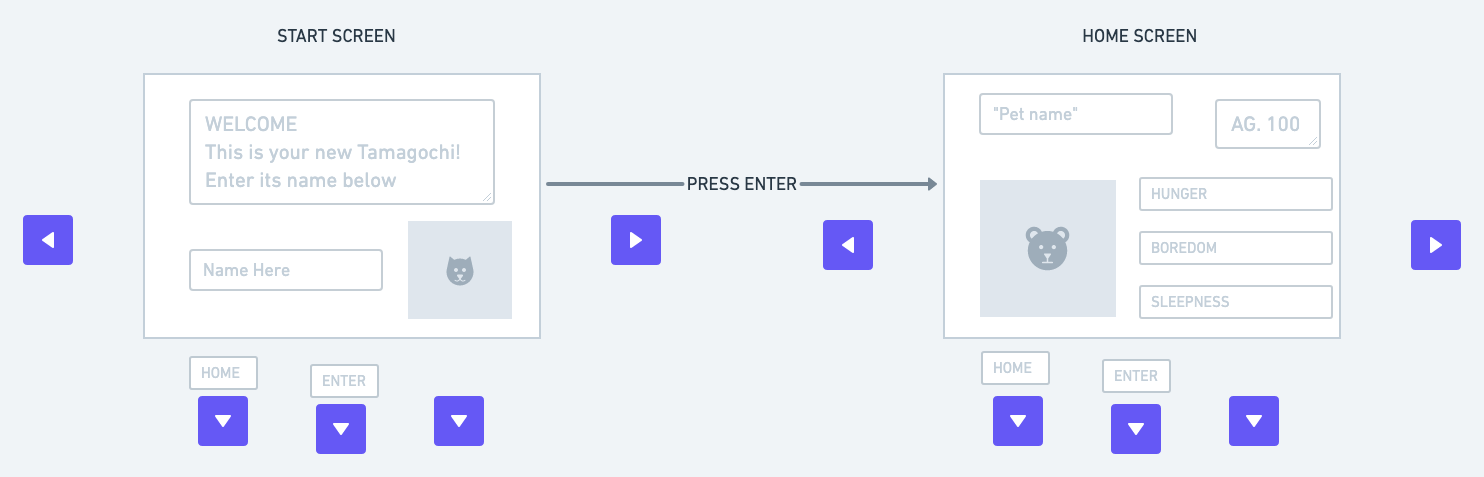 START SCREEN
WELCOME
This is your new Tamagochi!
Enter its name below
Name Here
HOME
ENTER
PRESS ENTER
HOME SCREEN
"Pet name"
AG. 100
HUNGER
BOREDOM
SLEEPNESS
HOME
ENTER